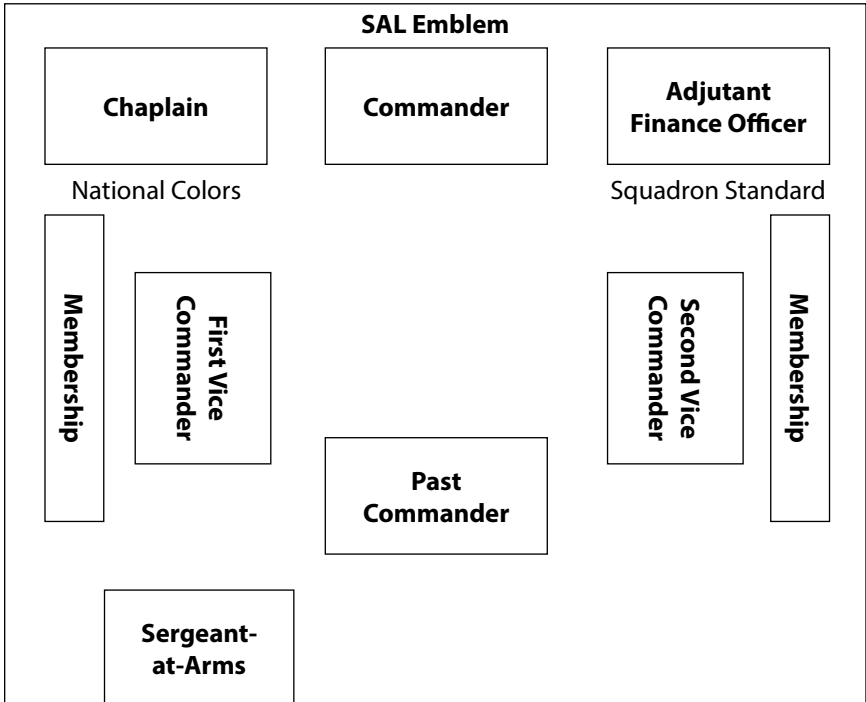 SAL Emblem
Chaplain
Commander
Adjutant
Finance Officer
National Colors
Squadron Standard
Membership
First Vice
Commander
Second Vice
Commander
Membership
Past
Commander
Sergeant-
at-Arms